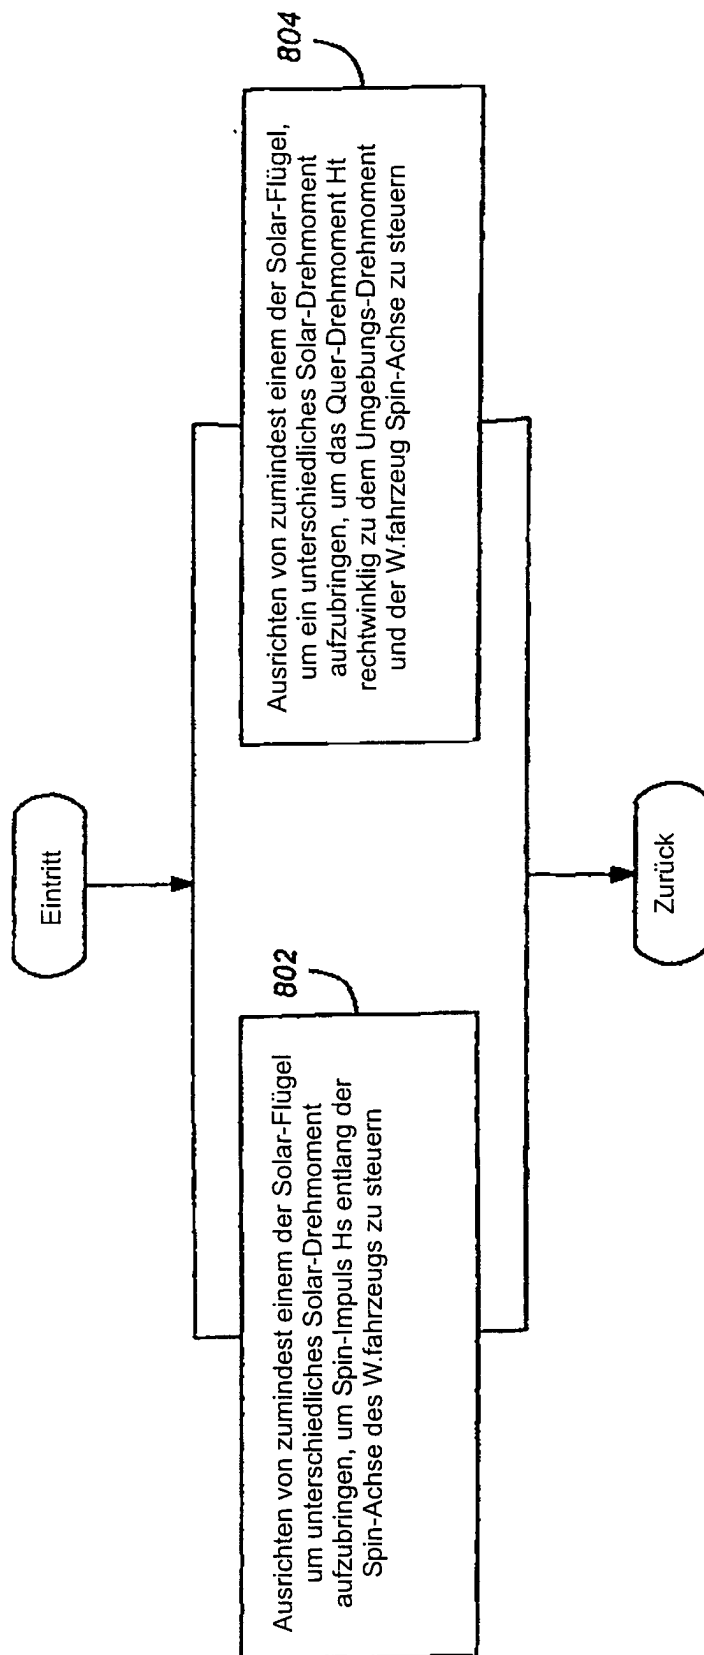 Eintritt
802
Ausrichten von zumindest einem der Solar-Flügel
um unterschiedliches Solar-Drehmoment
aufzubringen, um Spin-Impuls Hs entlang der
Spin-Achse des W.fahrzeugs zu steuern
804
Ausrichten von zumindest einem der Solar-Flügel,
um ein unterschiedliches Solar-Drehmoment
aufzubringen, um das Quer-Drehmoment Ht
rechtwinklig zu dem Umgebungs-Drehmoment
und der W.fahrzeug Spin-Achse zu steuern
Zurück